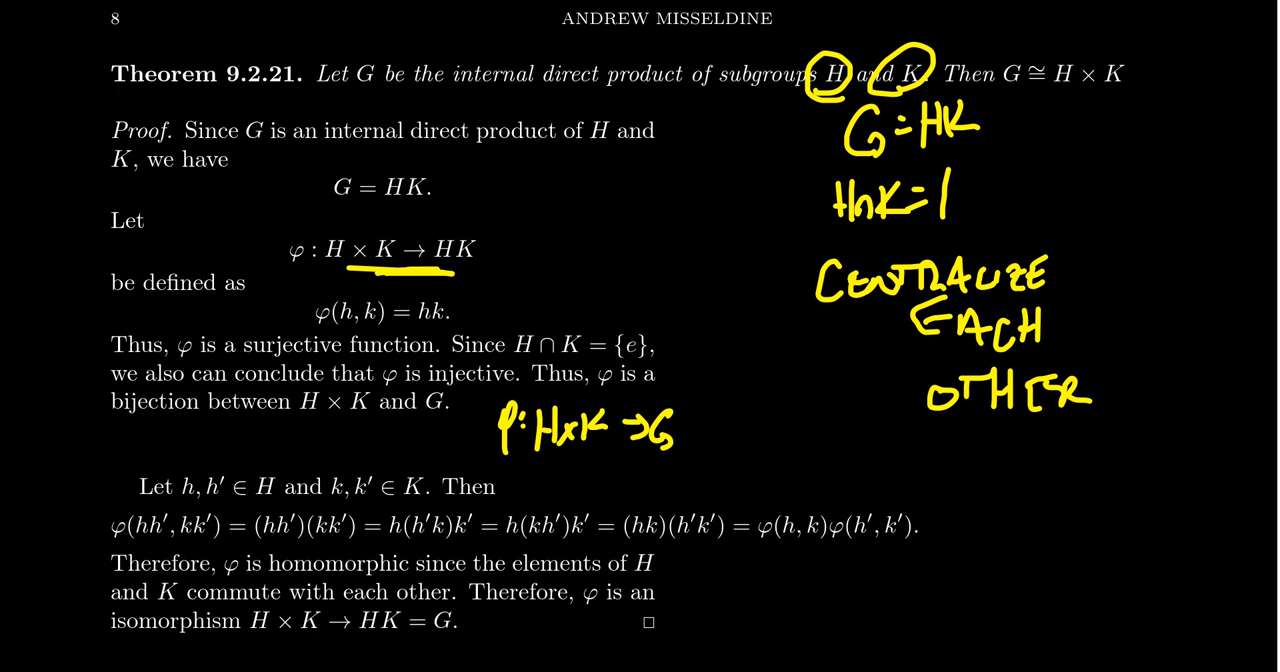 8
ANDREW MISSELDINE
Theorem 9.2.21. Let G be the internal direct product of subgroups H and K. Then G ≅ H × K
Proof. Since G is an internal direct product of H and
K, we have
G = HK.
Let
φ : H × K → HK
be defined as
φ(h, k) = hk.
Thus, φ is a surjective function. Since H ∩ K = {e},
we also can conclude that φ is injective. Thus, φ is a
bijection between H × K and G.
G = HK
H∩K = 1
CENTRALIZE
EACH
OTHER
φ: H×K → G
Let h, h′ ∈ H and k, k′ ∈ K. Then
φ(hh′, kk′) = (hh′)(kk′) = h(h′k)k′ = h(kh′)k′ = (hk)(h′k′) = φ(h, k)φ(h′, k′).
Therefore, φ is homomorphic since the elements of H
and K commute with each other. Therefore, φ is an
isomorphism H × K → HK = G. □